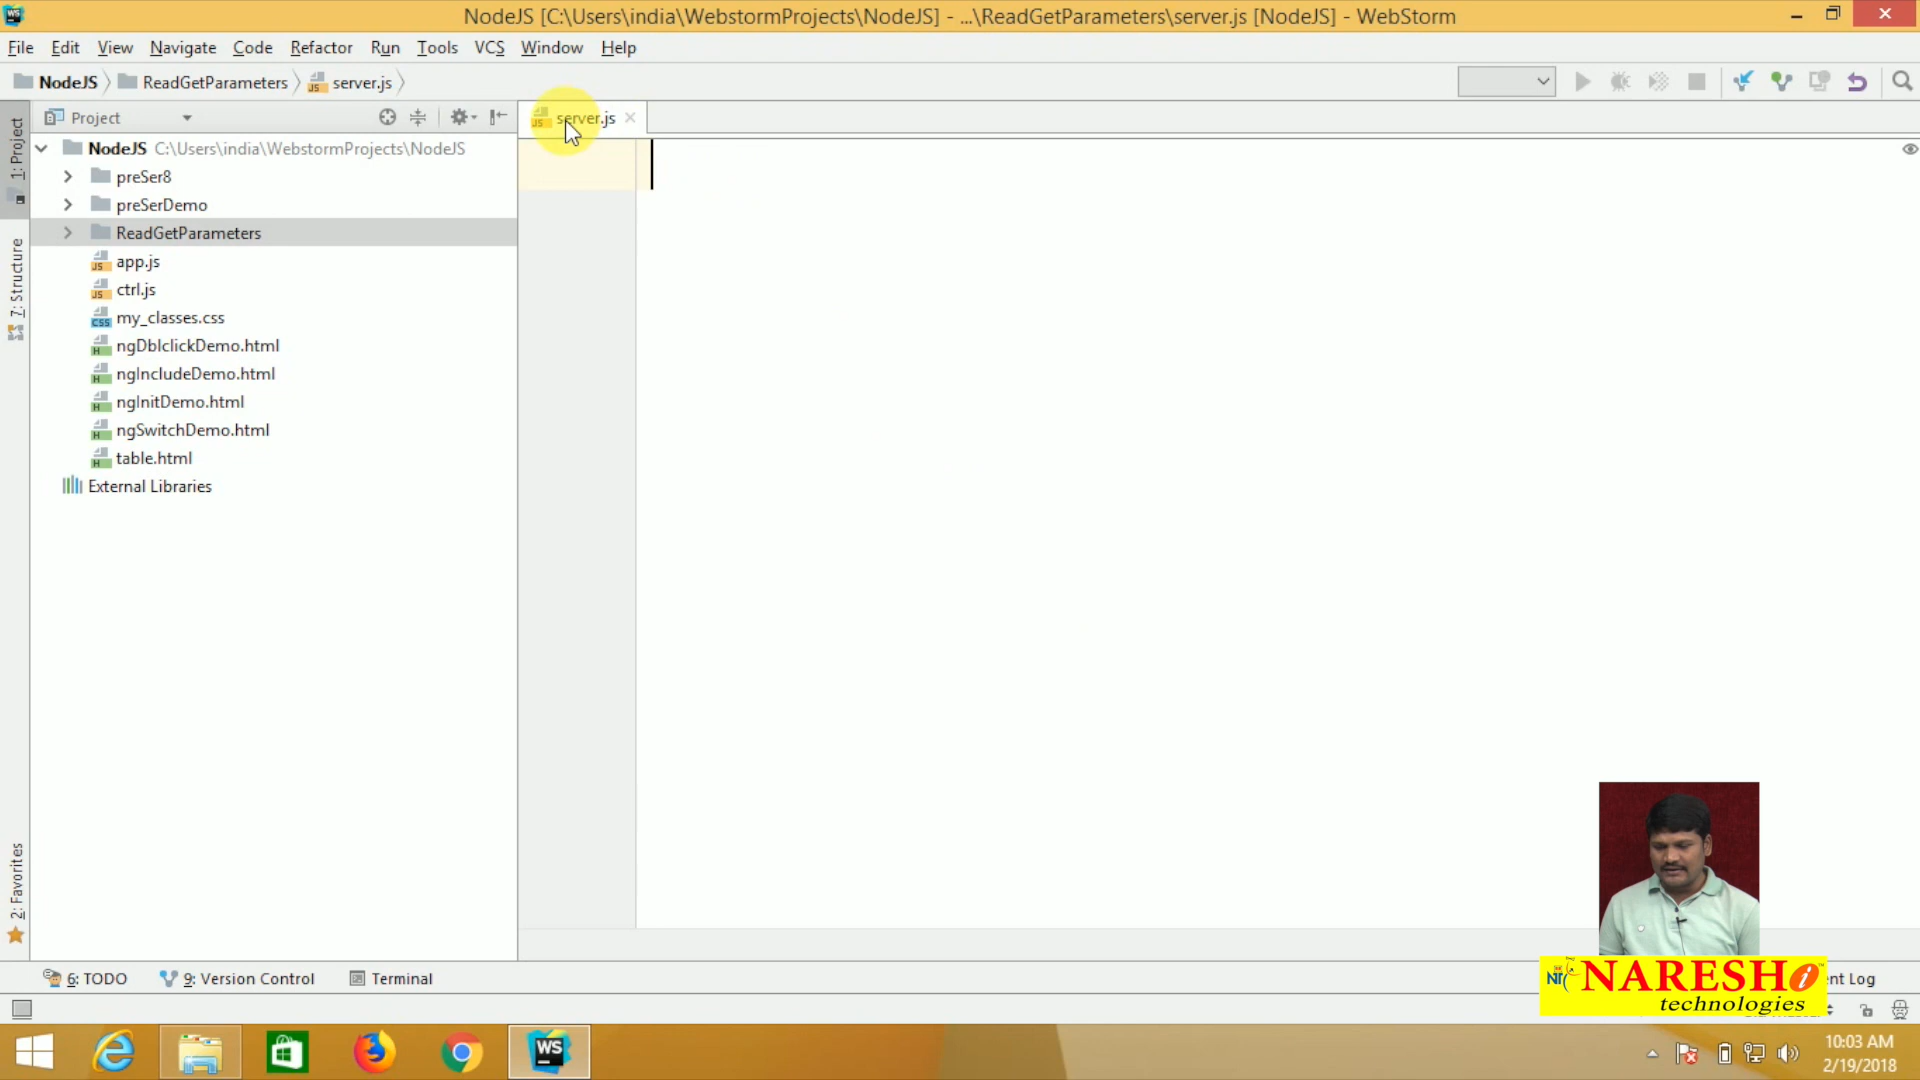 NodeJS [C:\Users\india\WebstormProjects\NodeJS] - ...\ReadGetParameters\server.js [NodeJS] - WebStorm
File Edit View Navigate Code Refactor Run Tools VCS Window Help
NodeJS ReadGetParameters server.js
Project server.js
1: Project
NodeJS C:\Users\india\WebstormProjects\NodeJS
preSer8
preSerDemo
ReadGetParameters
7: Structure
app.js
ctrl.js
my_classes.css
ngDblclickDemo.html
ngIncludeDemo.html
ngInitDemo.html
ngSwitchDemo.html
table.html
External Libraries
2: Favorites
6: TODO 9: Version Control Terminal
NARESH i
technologies
nt Log
WS
10:03 AM
2/19/2018